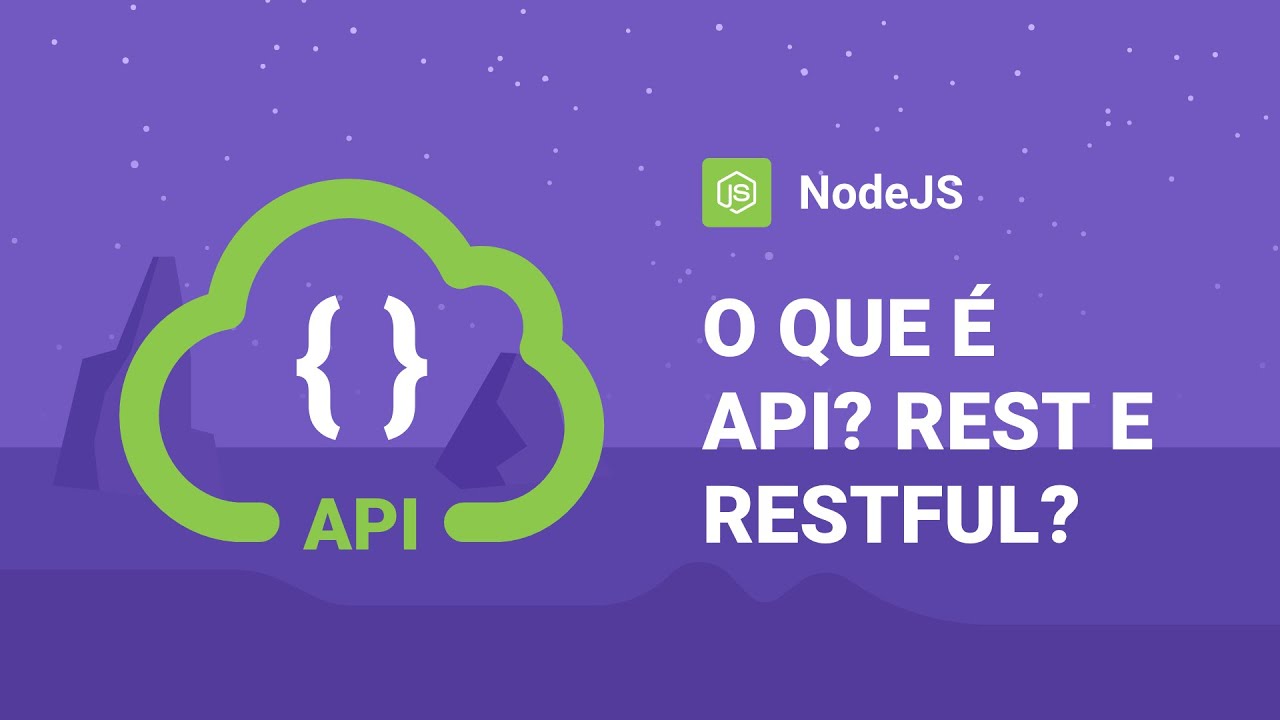 { }
API
JS
NodeJS
O QUE É
API? REST E
RESTFUL?